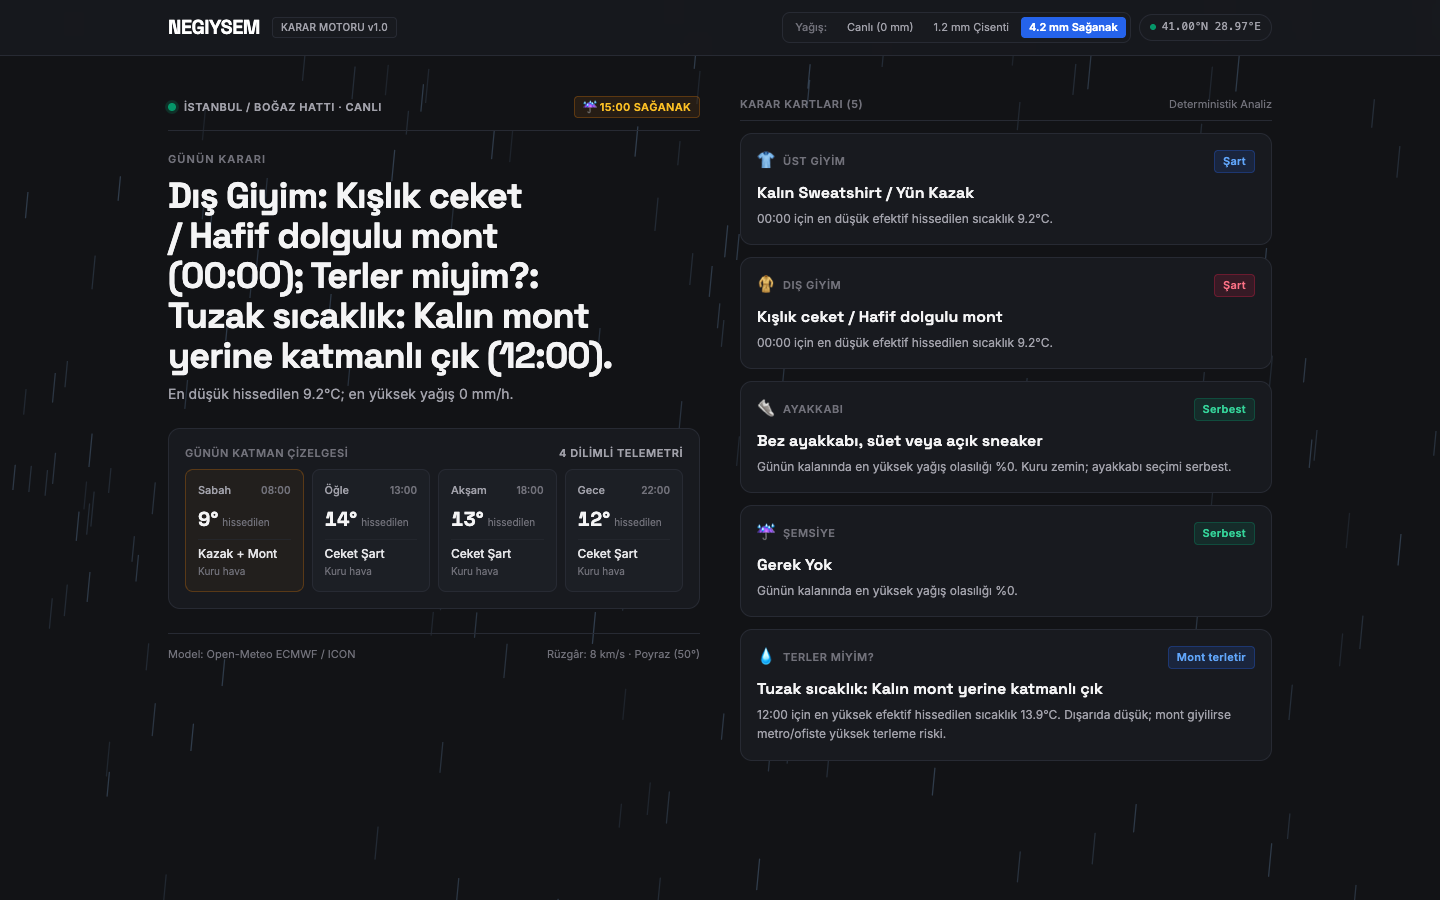 NEGIYSEM
KARAR MOTORU v1.0
Yağış: Canlı (0 mm) 1.2 mm Çisenti 4.2 mm Sağanak
41.00°N 28.97°E
İSTANBUL / BOĞAZ HATTI · CANLI
15:00 SAĞANAK
GÜNÜN KARARI
Dış Giyim: Kışlık ceket
/ Hafif dolgulu mont
(00:00); Terler miyim?:
Tuzak sıcaklık: Kalın mont
yerine katmanlı çık (12:00).
En düşük hissedilen 9.2°C; en yüksek yağış 0 mm/h.
GÜNÜN KATMAN ÇİZELGESİ
4 DİLİMLİ TELEMETRİ
Sabah 08:00
9° hissedilen
Kazak + Mont
Kuru hava
Öğle 13:00
14° hissedilen
Ceket Şart
Kuru hava
Akşam 18:00
13° hissedilen
Ceket Şart
Kuru hava
Gece 22:00
12° hissedilen
Ceket Şart
Kuru hava
Model: Open-Meteo ECMWF / ICON
Rüzgâr: 8 km/s · Poyraz (50°)
KARAR KARTLARI (5)
Deterministik Analiz
ÜST GİYİM
Şart
Kalın Sweatshirt / Yün Kazak
00:00 için en düşük efektif hissedilen sıcaklık 9.2°C.
DIŞ GİYİM
Şart
Kışlık ceket / Hafif dolgulu mont
00:00 için en düşük efektif hissedilen sıcaklık 9.2°C.
AYAKKABI
Serbest
Bez ayakkabı, süet veya açık sneaker
Günün kalanında en yüksek yağış olasılığı %0. Kuru zemin; ayakkabı seçimi serbest.
ŞEMSİYE
Serbest
Gerek Yok
Günün kalanında en yüksek yağış olasılığı %0.
TERLER MİYİM?
Mont terletir
Tuzak sıcaklık: Kalın mont yerine katmanlı çık
12:00 için en yüksek efektif hissedilen sıcaklık 13.9°C. Dışarıda düşük; mont giyilirse
metro/ofiste yüksek terleme riski.